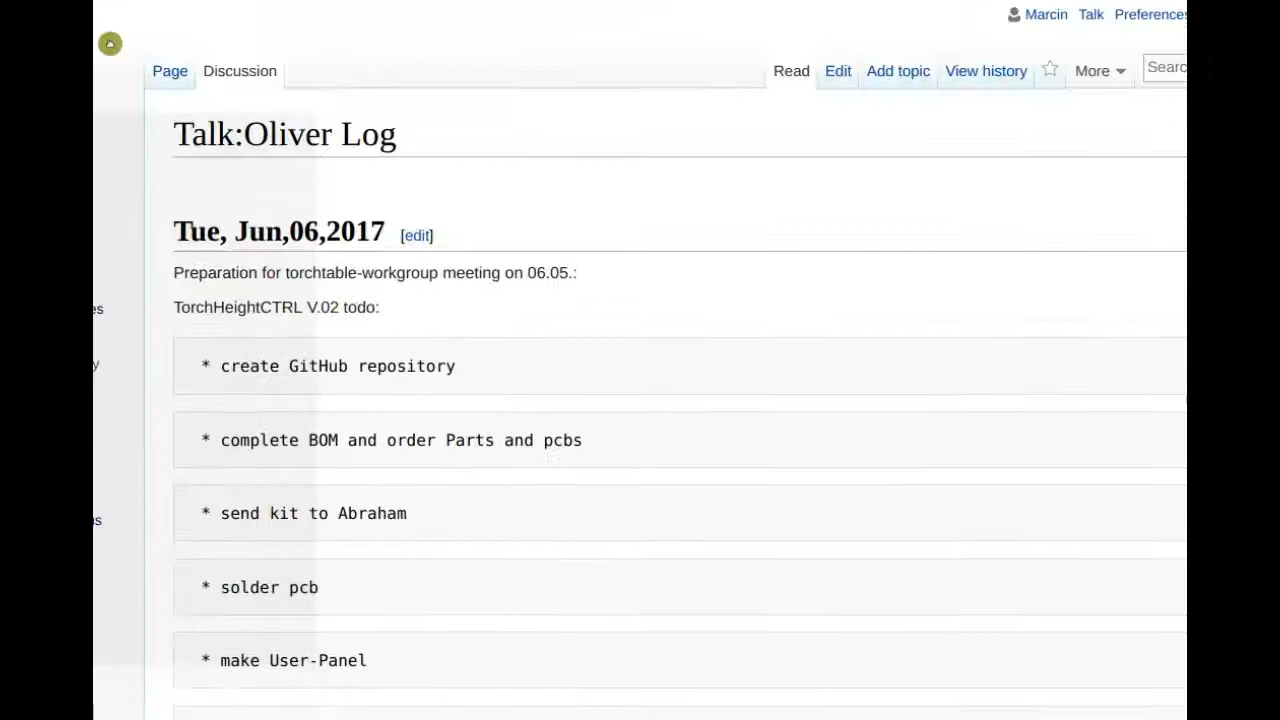 Marcin Talk Preferences
Page Discussion Read Edit Add topic View history More Searc
Talk:Oliver Log
Tue, Jun,06,2017 [edit]
Preparation for torchtable-workgroup meeting on 06.05.:
TorchHeightCTRL V.02 todo:
es
* create GitHub repository
y
* complete BOM and order Parts and pcbs
* send kit to Abraham
* solder pcb
* make User-Panel